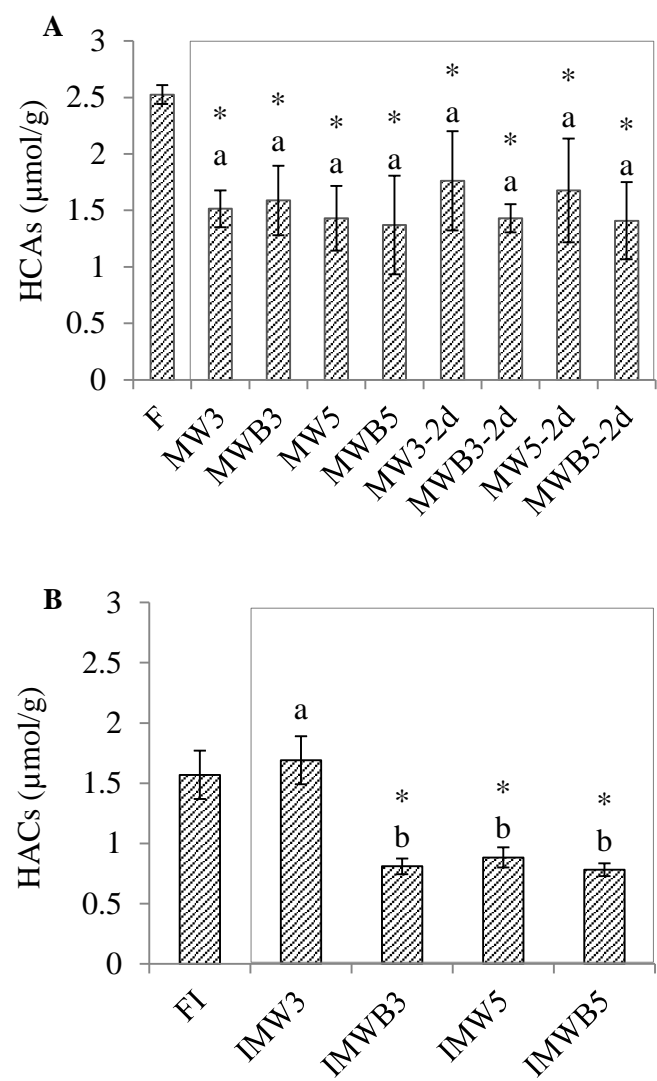 A
3
2.5
2
1.5
1
0.5
0
HCAs (µmol/g)
* * * * * * * *
a a a a a a a a
F MW3 MWB3 MW5 MWB5 MW3-2d MWB3-2d MW5-2d MWB5-2d
B
3
2.5
2
1.5
1
0.5
0
HACs (µmol/g)
* * *
a b b b
FI IMW3 IMWB3 IMW5 IMWB5